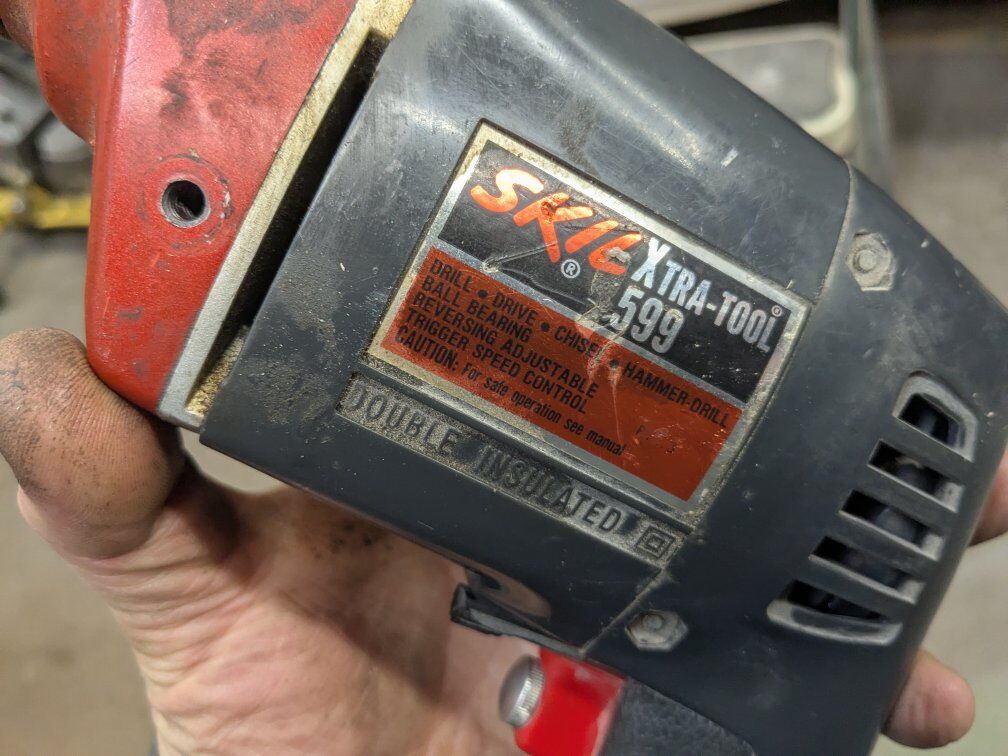 SKIL®
XTRA-TOOL®
599
DRILL • DRIVE • CHISEL • HAMMER-DRILL
BALL BEARING
REVERSING ADJUSTABLE
TRIGGER SPEED CONTROL
CAUTION: For safe operation see manual
DOUBLE INSULATED